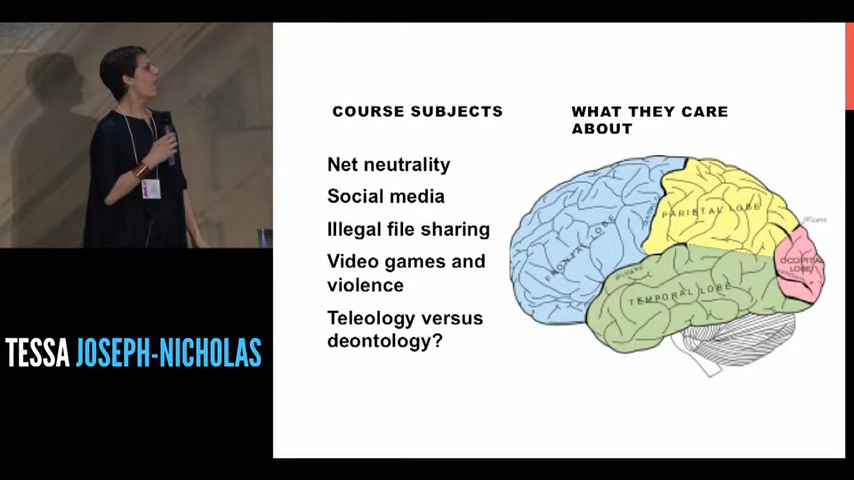 COURSE SUBJECTS
WHAT THEY CARE
ABOUT
Net neutrality
Social media
Illegal file sharing
Video games and
violence
Teleology versus
deontology?
FRONTAL LOBE
PARIETAL LOBE
TEMPORAL LOBE
OCCIPITAL
LOBE
TESSA JOSEPH-NICHOLAS